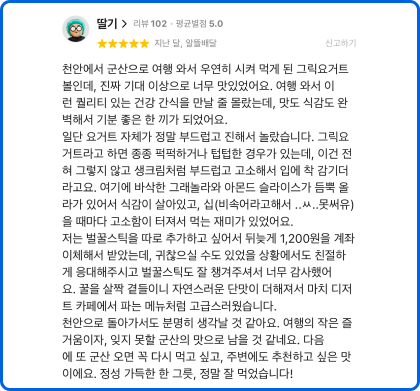 딸기 > 리뷰 102 · 평균별점 5.0
★★★★★ 지난 달, 알뜰배달 신고하기
천안에서 군산으로 여행 와서 우연히 시켜 먹게 된 그릭요거트
볼인데, 진짜 기대 이상으로 너무 맛있었어요. 여행 와서 이
런 퀄리티 있는 건강 간식을 만날 줄 몰랐는데, 맛도 식감도 완
벽해서 기분 좋은 한 끼가 되었어요.
일단 요거트 자체가 정말 부드럽고 진해서 놀랐습니다. 그릭요
거트라고 하면 종종 퍽퍽하거나 텁텁한 경우가 있는데, 이건 전
혀 그렇지 않고 생크림처럼 부드럽고 고소해서 입에 착 감기더
라고요. 여기에 바삭한 그래놀라와 아몬드 슬라이스가 듬뿍 올
라가 있어서 식감이 살아있고, 십(비속어라고해서 ..ㅆ..못써유)
을 때마다 고소함이 터져서 먹는 재미가 있었어요.
저는 벌꿀스틱을 따로 추가하고 싶어서 뒤늦게 1,200원을 계좌
이체해서 받았는데, 귀찮으실 수도 있었을 상황에서도 친절하
게 응대해주시고 벌꿀스틱도 잘 챙겨주셔서 너무 감사했어
요. 꿀을 살짝 곁들이니 자연스러운 단맛이 더해져서 마치 디저
트 카페에서 파는 메뉴처럼 고급스러웠습니다.
천안으로 돌아가서도 분명히 생각날 것 같아요. 여행의 작은 즐
거움이자, 잊지 못할 군산의 맛으로 남을 것 같네요. 다음
에 또 군산 오면 꼭 다시 먹고 싶고, 주변에도 추천하고 싶은 맛
이에요. 정성 가득한 한 그릇, 정말 잘 먹었습니다!